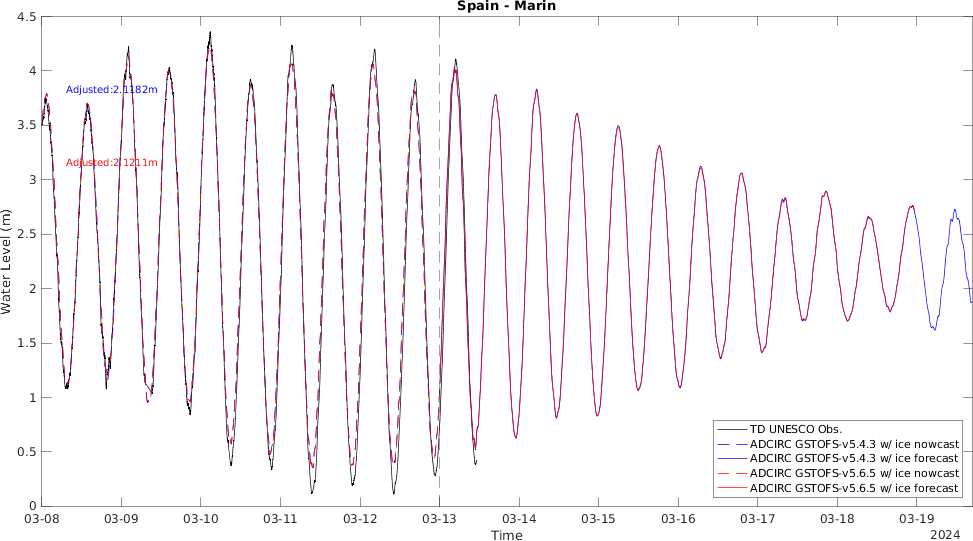 Spain - Marin
4.5
4
3.5
3
2.5
2
1.5
1
0.5
0
Water Level (m)
Adjusted:2.1182m
Adjusted:2.1211m
TD UNESCO Obs.
ADCIRC GSTOFS-v5.4.3 w/ ice nowcast
ADCIRC GSTOFS-v5.4.3 w/ ice forecast
ADCIRC GSTOFS-v5.6.5 w/ ice nowcast
ADCIRC GSTOFS-v5.6.5 w/ ice forecast
03-08 03-09 03-10 03-11 03-12 03-13 03-14 03-15 03-16 03-17 03-18 03-19
Time
2024